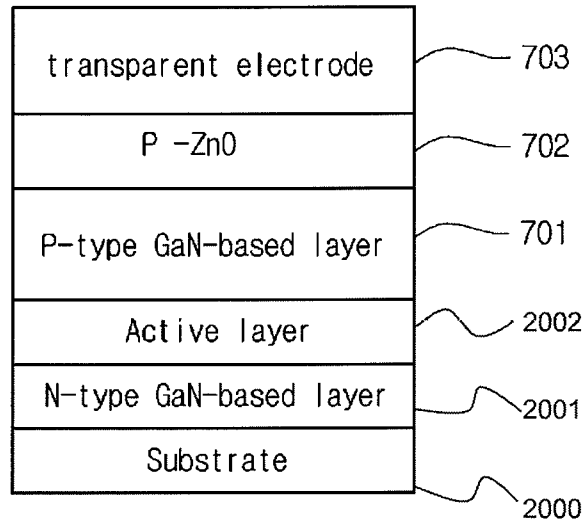 transparent electrode 703
P -ZnO 702
P-type GaN-based layer 701
Active layer 2002
N-type GaN-based layer 2001
Substrate 2000